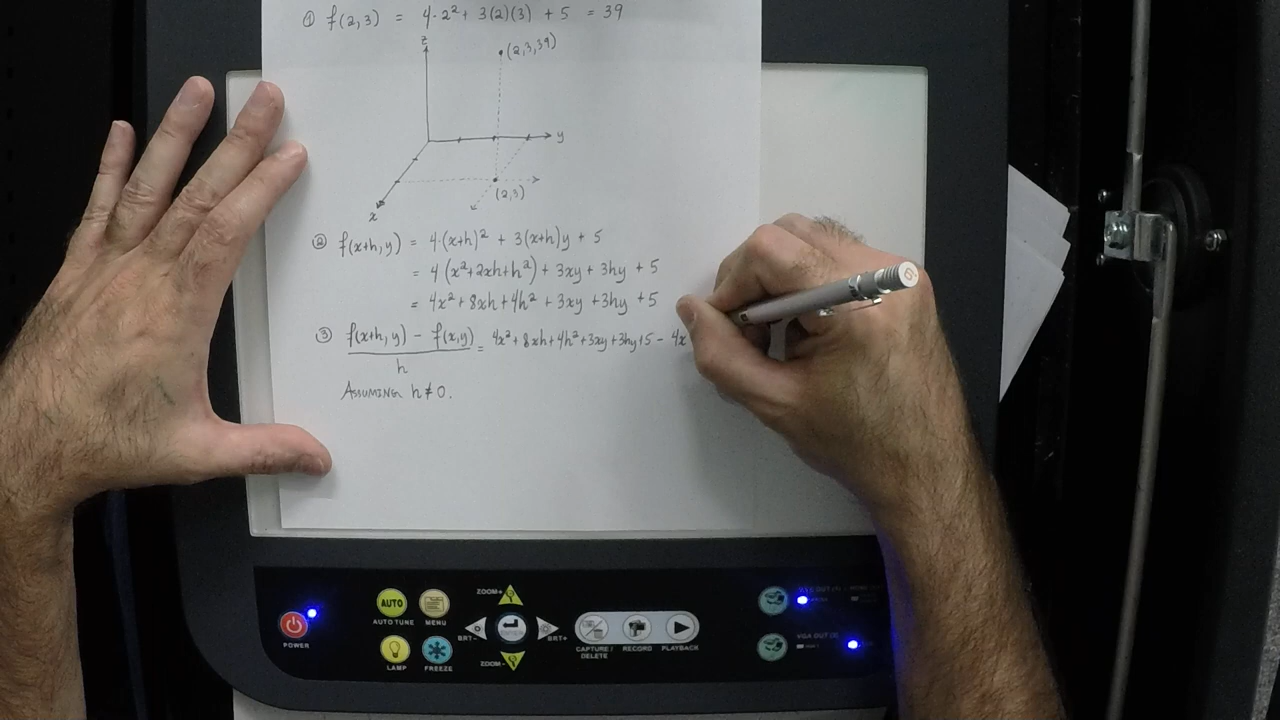 ① f(2,3) = 4·2² + 3(2)(3) + 5 = 39
z
(2,3,39)
y
(2,3)
x
② f(x+h, y) = 4·(x+h)² + 3(x+h)y + 5
= 4(x²+2xh+h²) + 3xy + 3hy + 5
= 4x² + 8xh + 4h² + 3xy + 3hy + 5
③ f(x+h, y) - f(x,y) = 4x² + 8xh + 4h² + 3xy + 3hy + 5 - 4x
h
ASSUMING h≠0.
ZOOM+
AUTO
AUTO TUNE
MENU
POWER
BRT-
BRT+
CAPTURE / DELETE
RECORD
PLAYBACK
LAMP
FREEZE
ZOOM-
VGA OUT